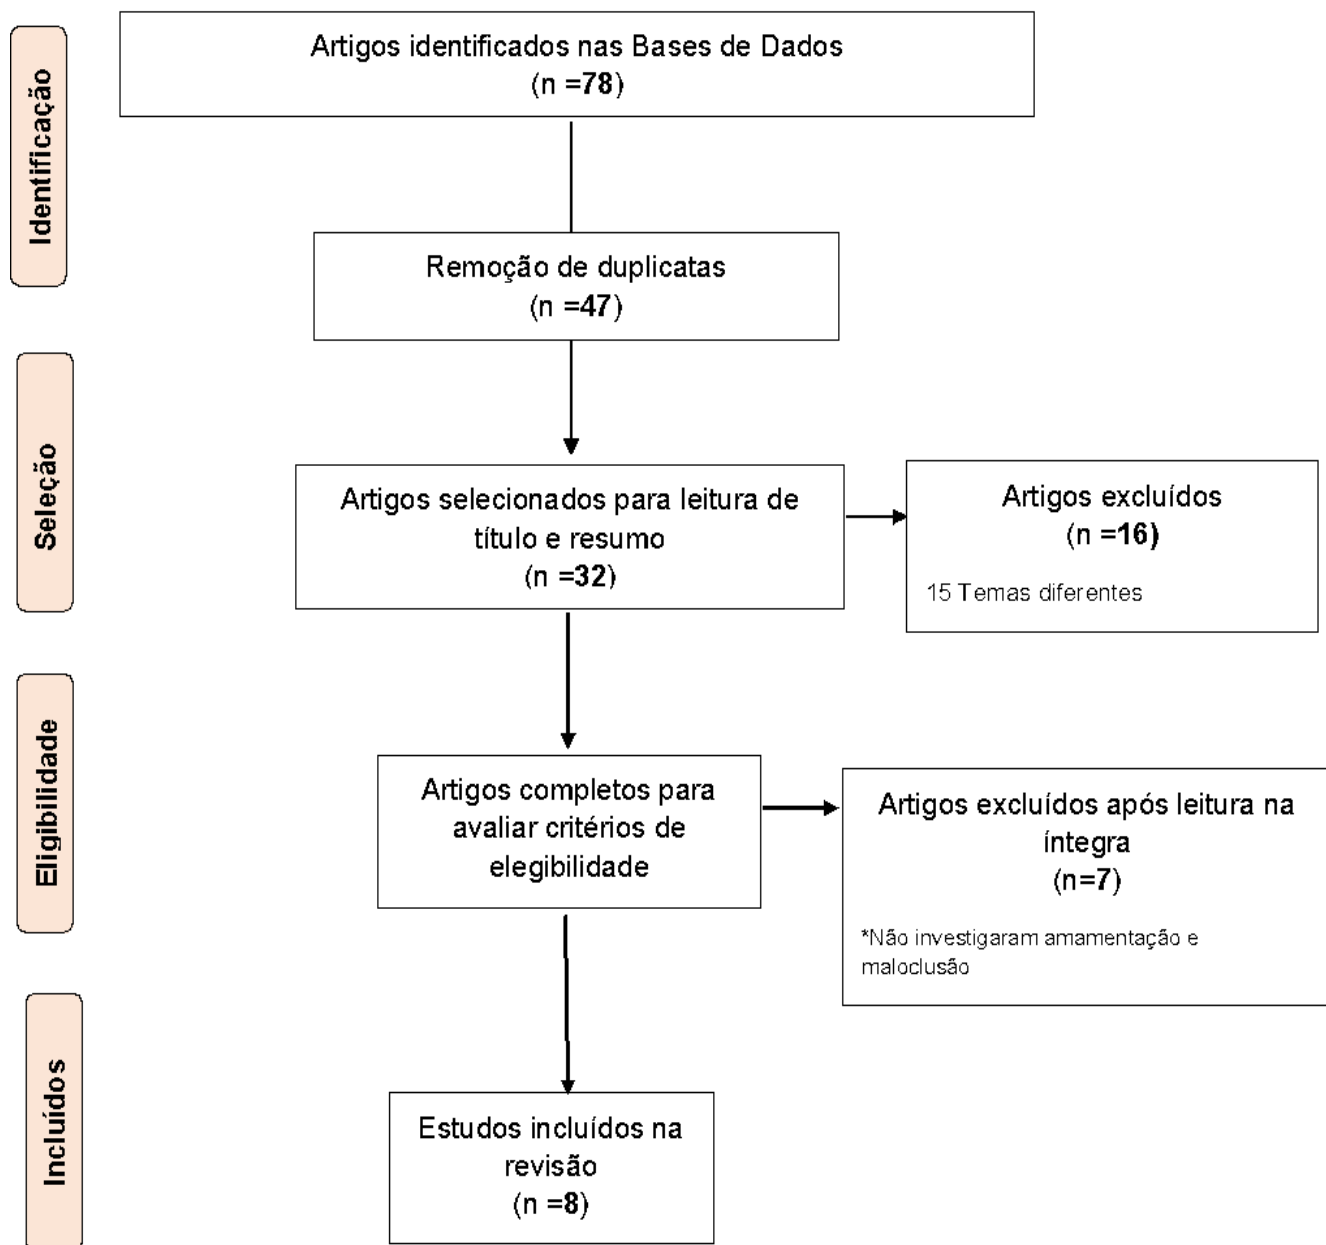 Identificação
Artigos identificados nas Bases de Dados
(n =78)
Remoção de duplicatas
(n =47)
Seleção
Artigos selecionados para leitura de
título e resumo
(n =32)
Artigos excluídos
(n =16)
15 Temas diferentes
Eligibilidade
Artigos completos para
avaliar critérios de
elegibilidade
Artigos excluídos após leitura na
íntegra
(n=7)
*Não investigaram amamentação e
maloclusão
Incluídos
Estudos incluídos na
revisão
(n =8)